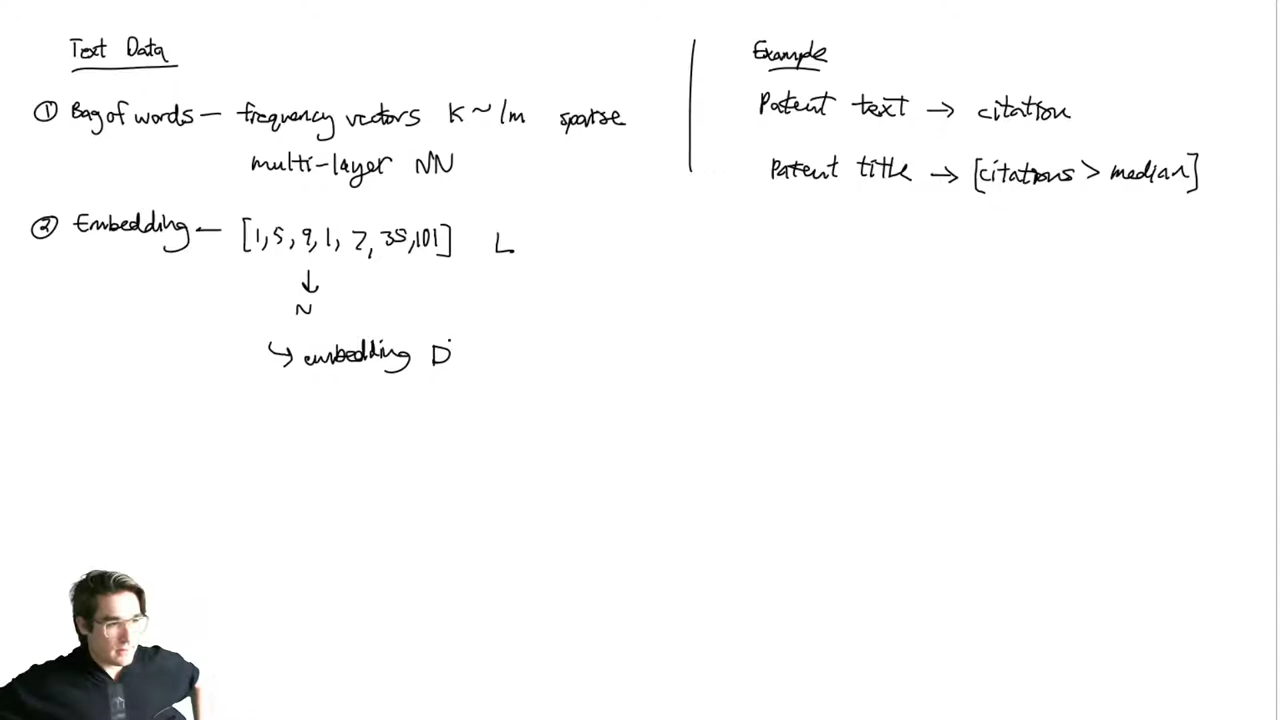 Text Data
① Bag of words — frequency vectors K ~ 1m sparse
multi-layer NN
② Embedding — [1, 5, 9, 1, 7, 35, 101] L
↓
N
↳ embedding D
Example
Patent text → citation
Patent title → [citations > median]